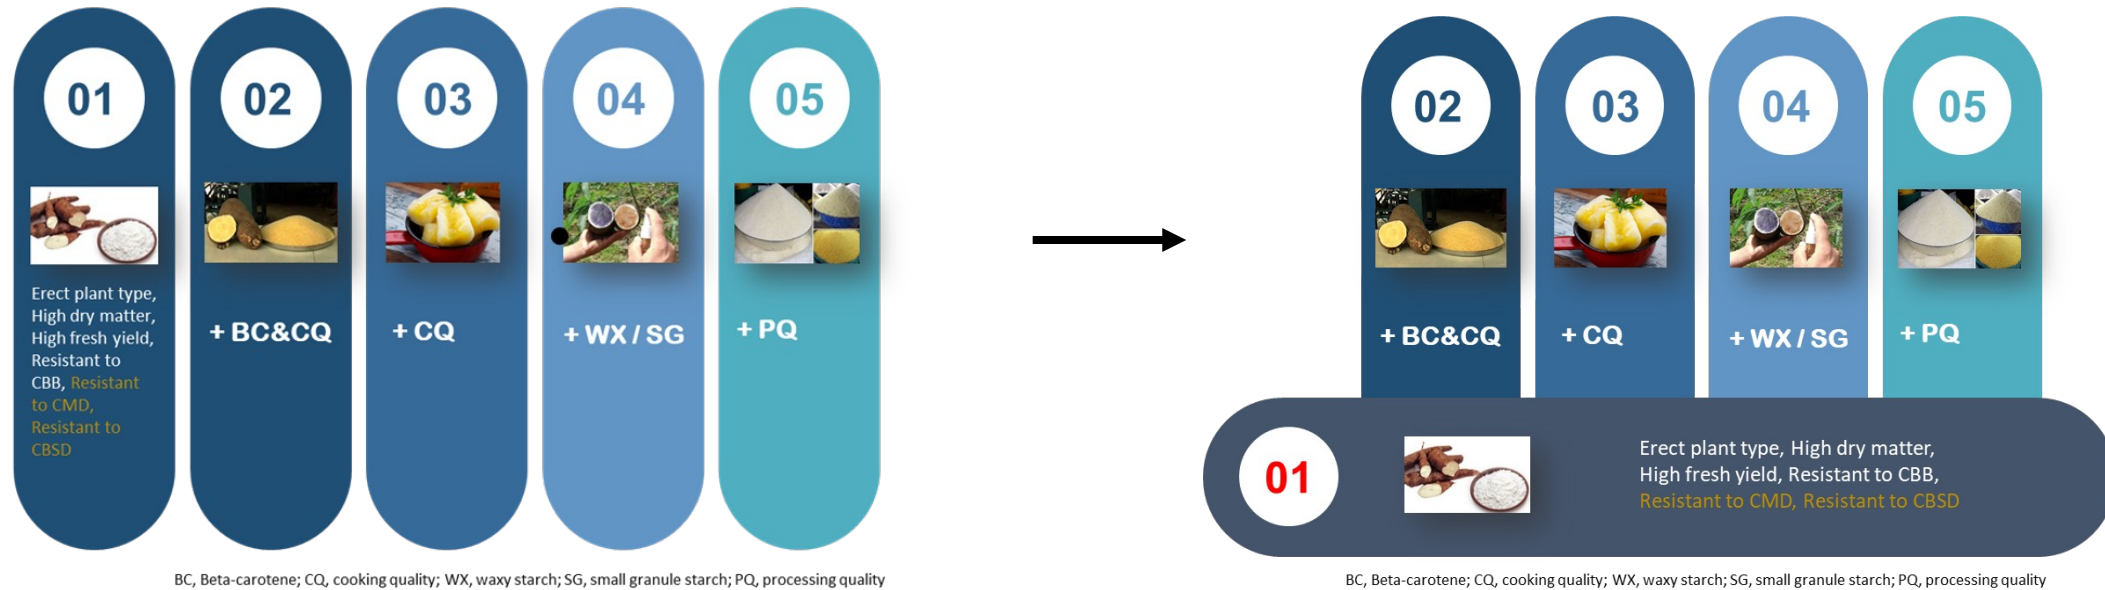 01
02
03
04
05
Erect plant type,
High dry matter,
High fresh yield,
Resistant to
CBB, Resistant
to CMD,
Resistant to
CBSD
+ BC&CQ
+ CQ
+ WX / SG
+ PQ
BC, Beta-carotene; CQ, cooking quality; WX, waxy starch; SG, small granule starch; PQ, processing quality
02
03
04
05
+ BC&CQ
+ CQ
+ WX / SG
+ PQ
01
Erect plant type, High dry matter,
High fresh yield, Resistant to CBB,
Resistant to CMD, Resistant to CBSD
BC, Beta-carotene; CQ, cooking quality; WX, waxy starch; SG, small granule starch; PQ, processing quality